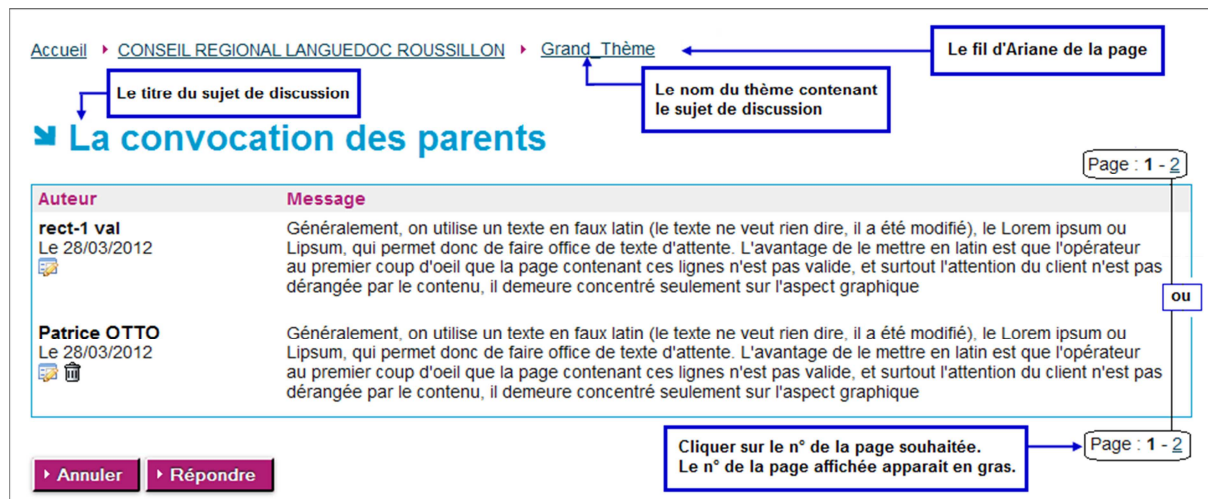 Accueil CONSEIL REGIONAL LANGUEDOC ROUSSILLON Grand_Thème
Le fil d'Ariane de la page
Le titre du sujet de discussion
Le nom du thème contenant
le sujet de discussion
La convocation des parents
Page : 1 - 2
Auteur Message
rect-1 val
Le 28/03/2012
Généralement, on utilise un texte en faux latin (le texte ne veut rien dire, il a été modifié), le Lorem ipsum ou
Lipsum, qui permet donc de faire office de texte d'attente. L'avantage de le mettre en latin est que l'opérateur
au premier coup d'oeil que la page contenant ces lignes n'est pas valide, et surtout l'attention du client n'est pas
dérangée par le contenu, il demeure concentré seulement sur l'aspect graphique
ou
Patrice OTTO
Le 28/03/2012
Généralement, on utilise un texte en faux latin (le texte ne veut rien dire, il a été modifié), le Lorem ipsum ou
Lipsum, qui permet donc de faire office de texte d'attente. L'avantage de le mettre en latin est que l'opérateur
au premier coup d'oeil que la page contenant ces lignes n'est pas valide, et surtout l'attention du client n'est pas
dérangée par le contenu, il demeure concentré seulement sur l'aspect graphique
Cliquer sur le n° de la page souhaitée.
Le n° de la page affichée apparait en gras.
Page : 1 - 2
Annuler Répondre